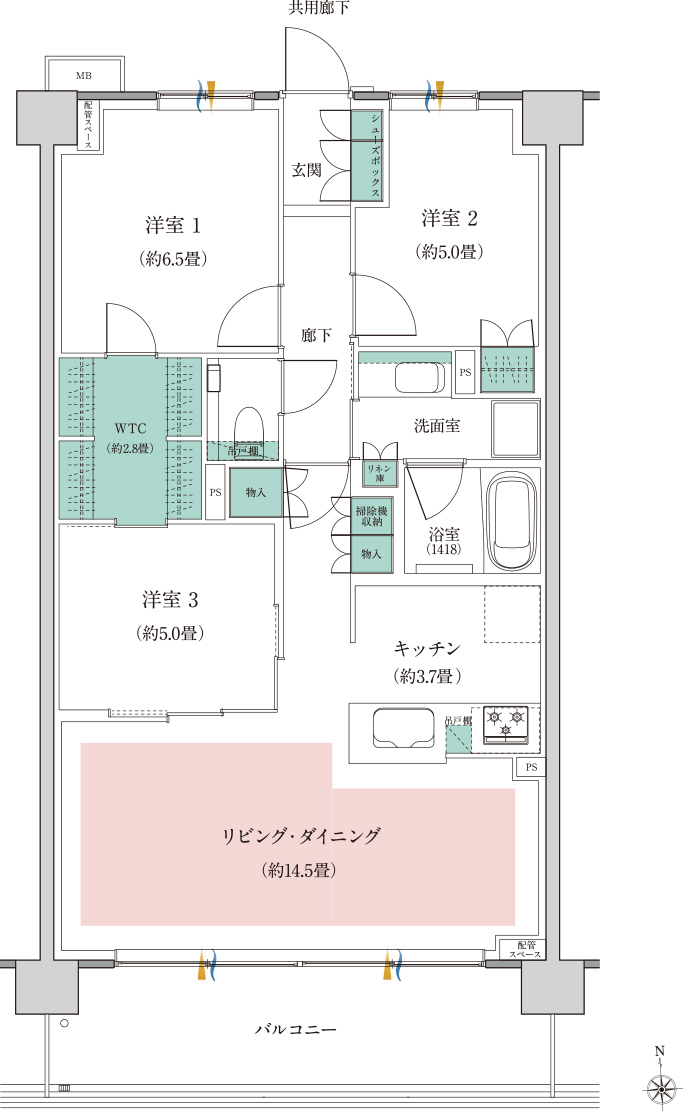 共用廊下
MB
配管スペース
シューズボックス
玄関
洋室 1
（約6.5畳）
洋室 2
（約5.0畳）
廊下
PS
WTC
（約2.8畳）
吊戸棚
洗面室
リネン
庫
PS
物入
掃除機
収納
物入
浴室
（1418）
洋室 3
（約5.0畳）
キッチン
（約3.7畳）
吊戸棚
PS
リビング・ダイニング
（約14.5畳）
配管
スペース
バルコニー
N